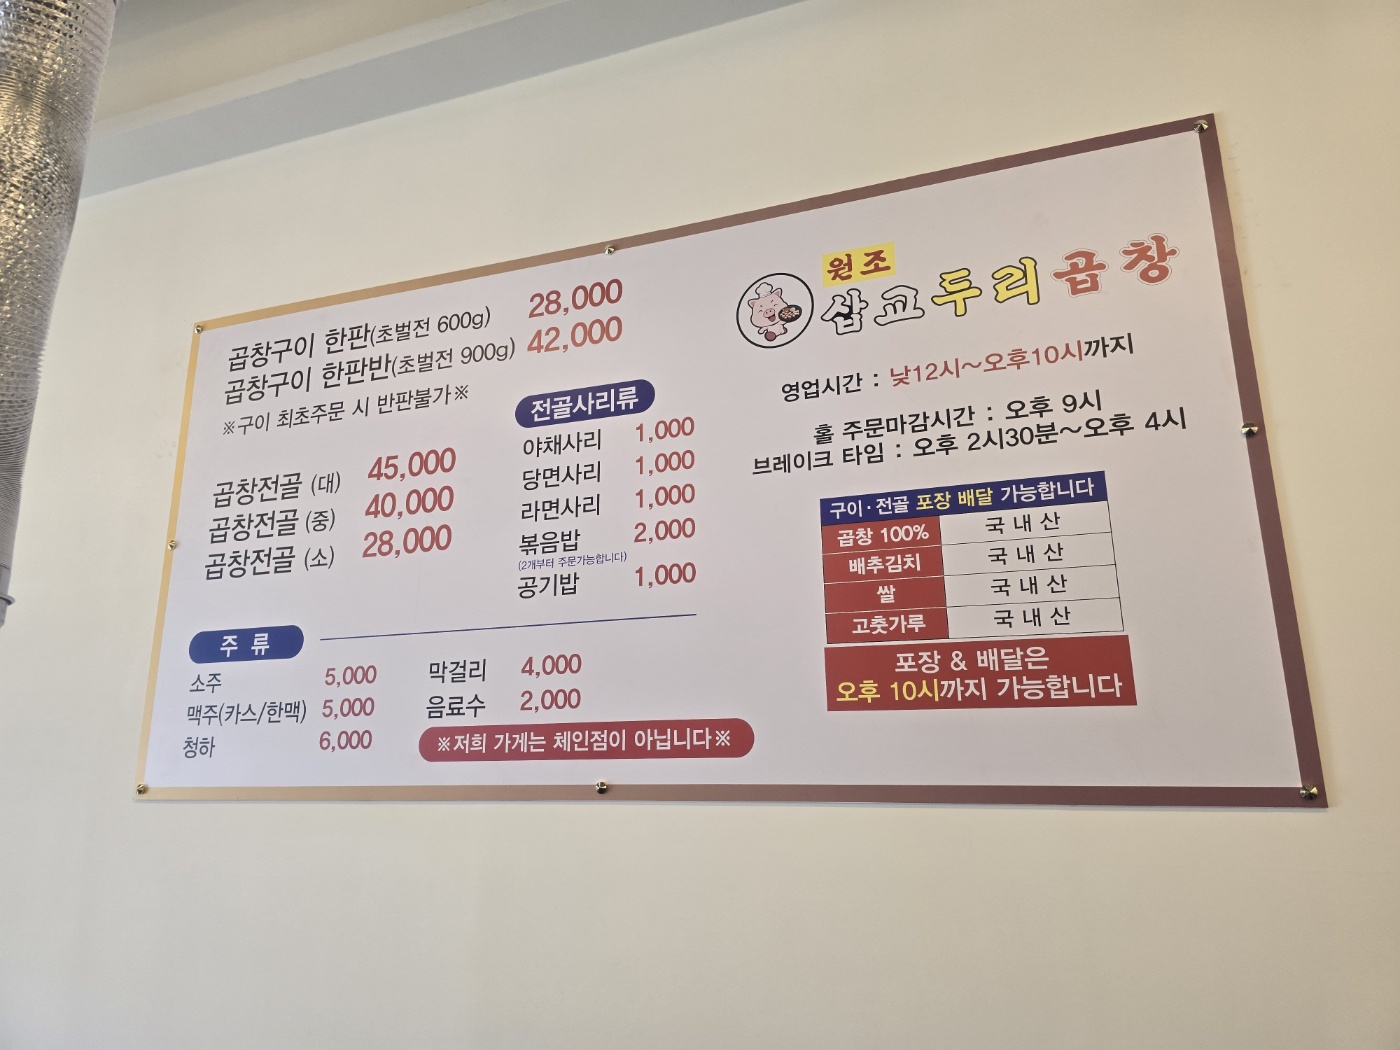 곱창구이 한판(초벌전 600g) 28,000
곱창구이 한판반(초벌전 900g) 42,000
※구이 최초주문 시 반판불가※
곱창전골 (대) 45,000
곱창전골 (중) 40,000
곱창전골 (소) 28,000
전골사리류
야채사리 1,000
당면사리 1,000
라면사리 1,000
볶음밥 2,000
(2개부터 주문가능합니다)
공기밥 1,000
주 류
소주 5,000
맥주(카스/한맥) 5,000
청하 6,000
막걸리 4,000
음료수 2,000
※저희 가게는 체인점이 아닙니다※
원조
삽교두리곱창
영업시간 : 낮12시~오후10시까지
홀 주문마감시간 : 오후 9시
브레이크 타임 : 오후 2시30분~오후 4시
구이·전골 포장 배달 가능합니다
곱창 100% 국내산
배추김치 국내산
쌀 국내산
고춧가루 국내산
포장 & 배달은
오후 10시까지 가능합니다